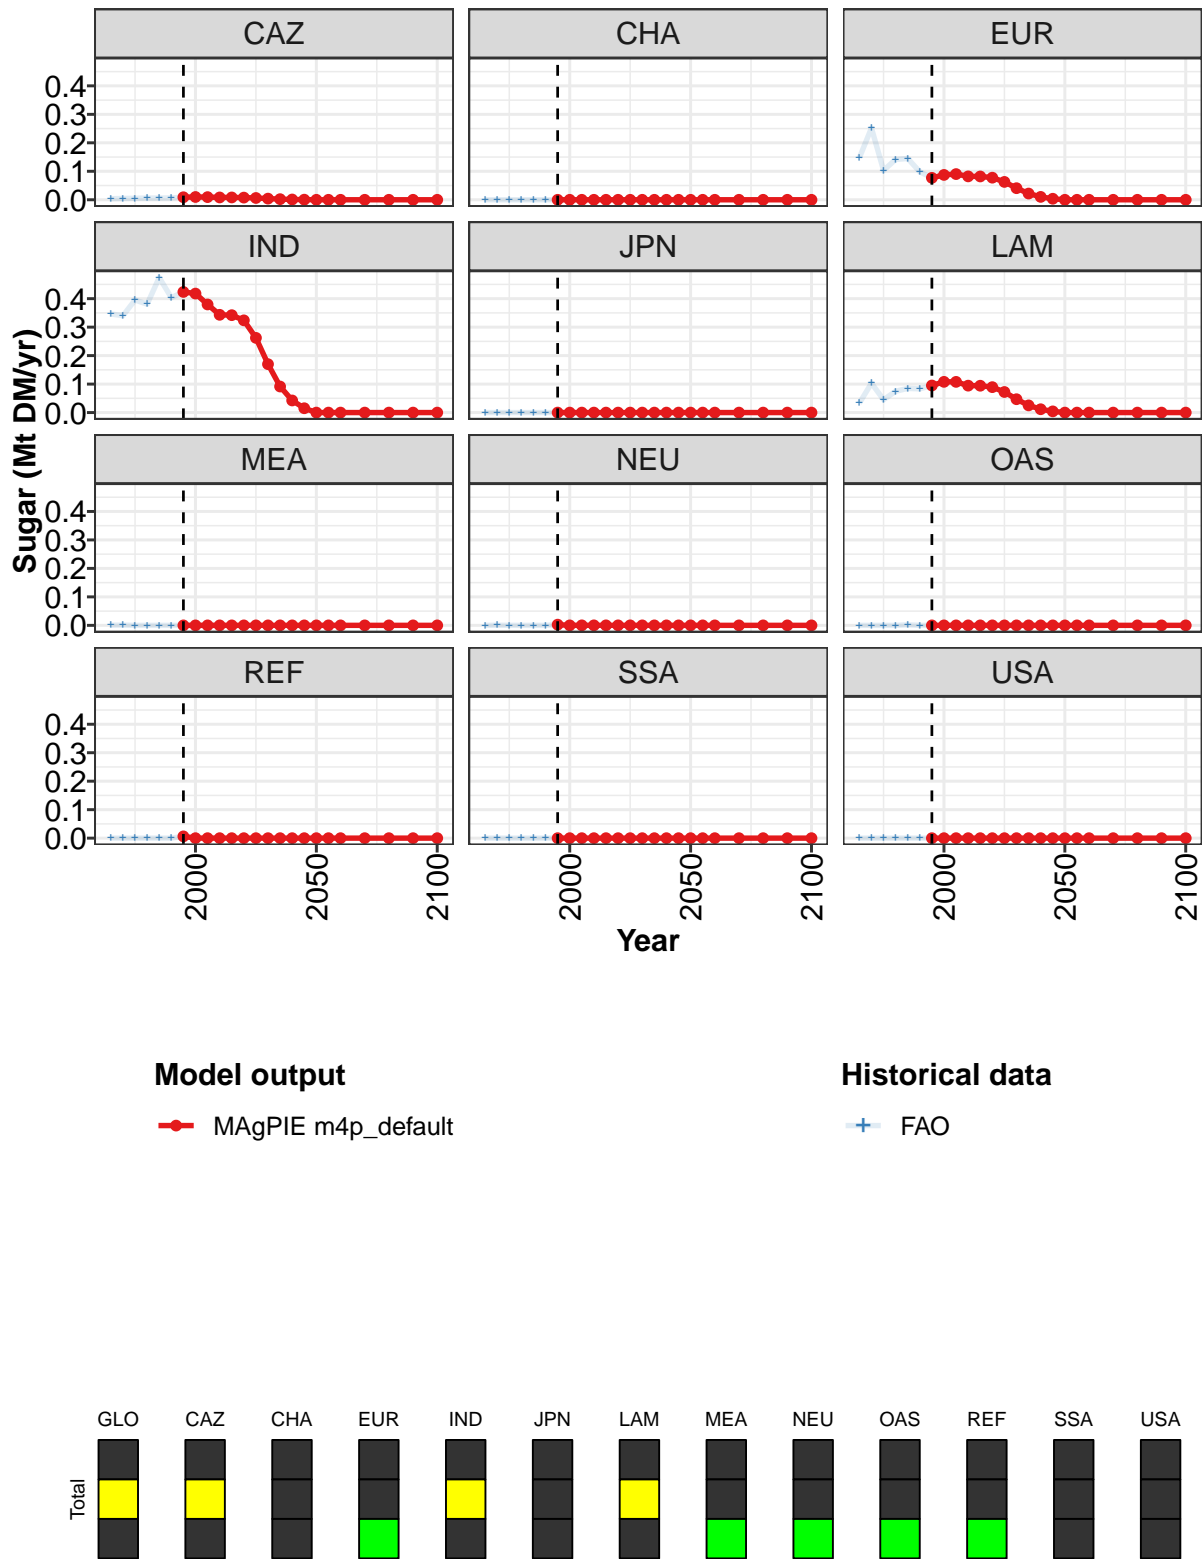 CAZ CHA EUR
0.4
0.3
0.2
0.1
0.0
IND JPN LAM
0.4
0.3
0.2
0.1
0.0
MEA NEU OAS
0.4
0.3
0.2
0.1
0.0
REF SSA USA
0.4
0.3
0.2
0.1
0.0
Sugar (Mt DM/yr)
2000 2050 2100 2000 2050 2100 2000 2050 2100
Year
Model output Historical data
MAgPIE m4p_default FAO
GLO CAZ CHA EUR IND JPN LAM MEA NEU OAS REF SSA USA
Total